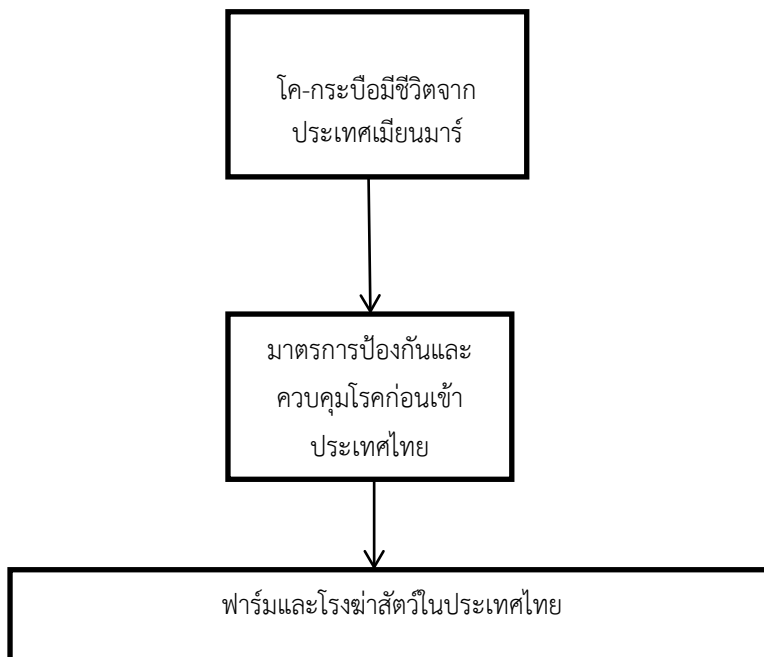 โค-กระบือมีชีวิตจาก
ประเทศเมียนมาร์
มาตรการป้องกันและ
ควบคุมโรคก่อนเข้า
ประเทศไทย
ฟาร์มและโรงฆ่าสัตว์ในประเทศไทย